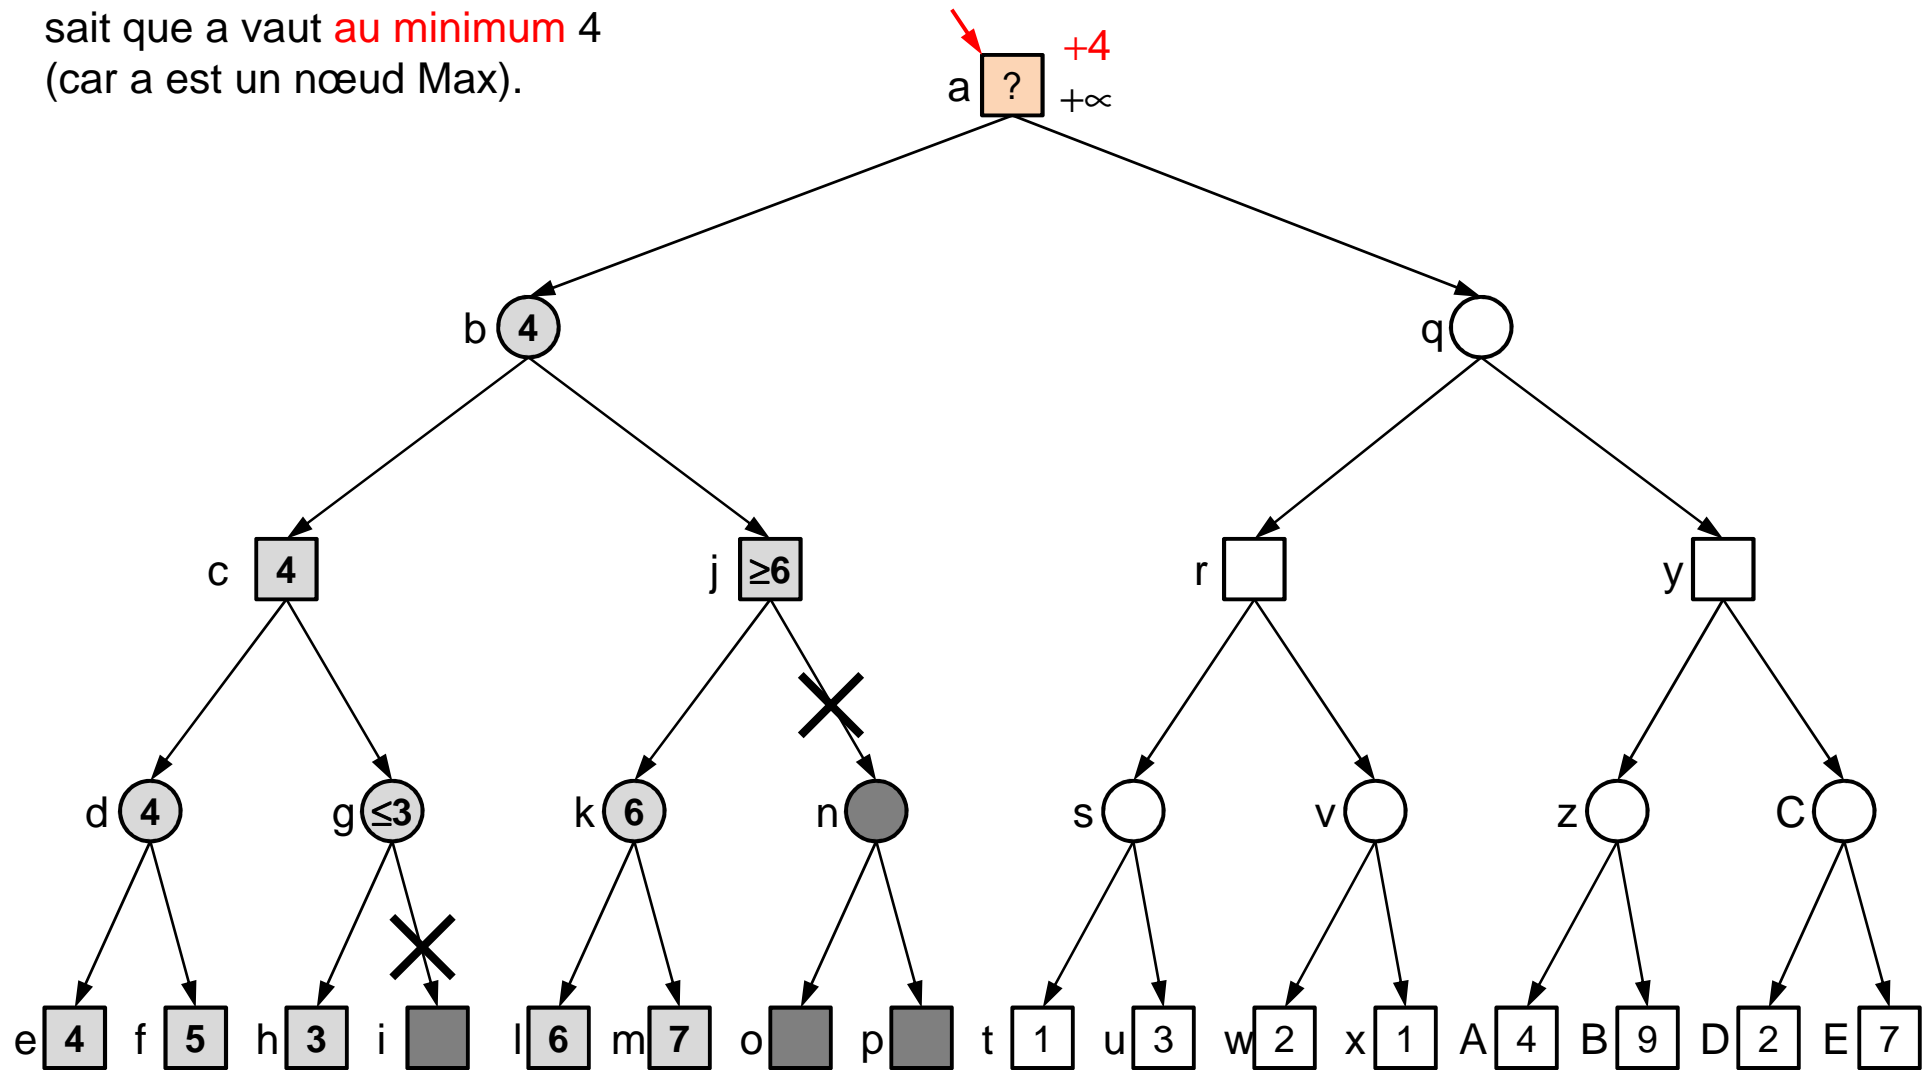 sait que a vaut au minimum 4
(car a est un nœud Max).
+4
a ? +∝
b 4 q
c 4 j ≥6 r y
d 4 g ≤3 k 6 n s v z C
e 4 f 5 h 3 i l 6 m 7 o p t 1 u 3 w 2 x 1 A 4 B 9 D 2 E 7